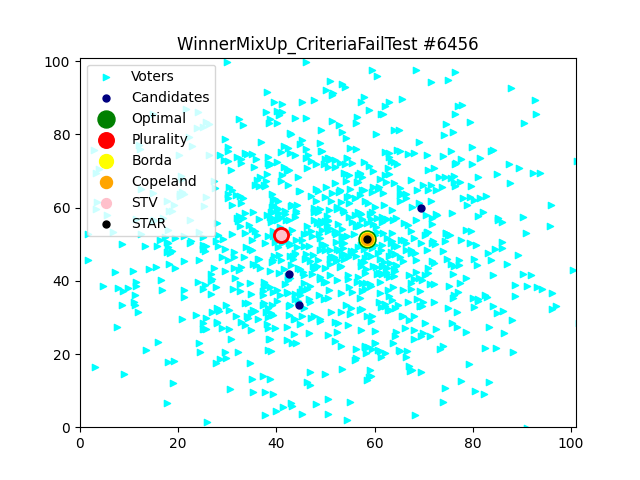 WinnerMixUp_CriteriaFailTest #6456
100
80
60
40
20
0
Voters
Candidates
Optimal
Plurality
Borda
Copeland
STV
STAR
0 20 40 60 80 100